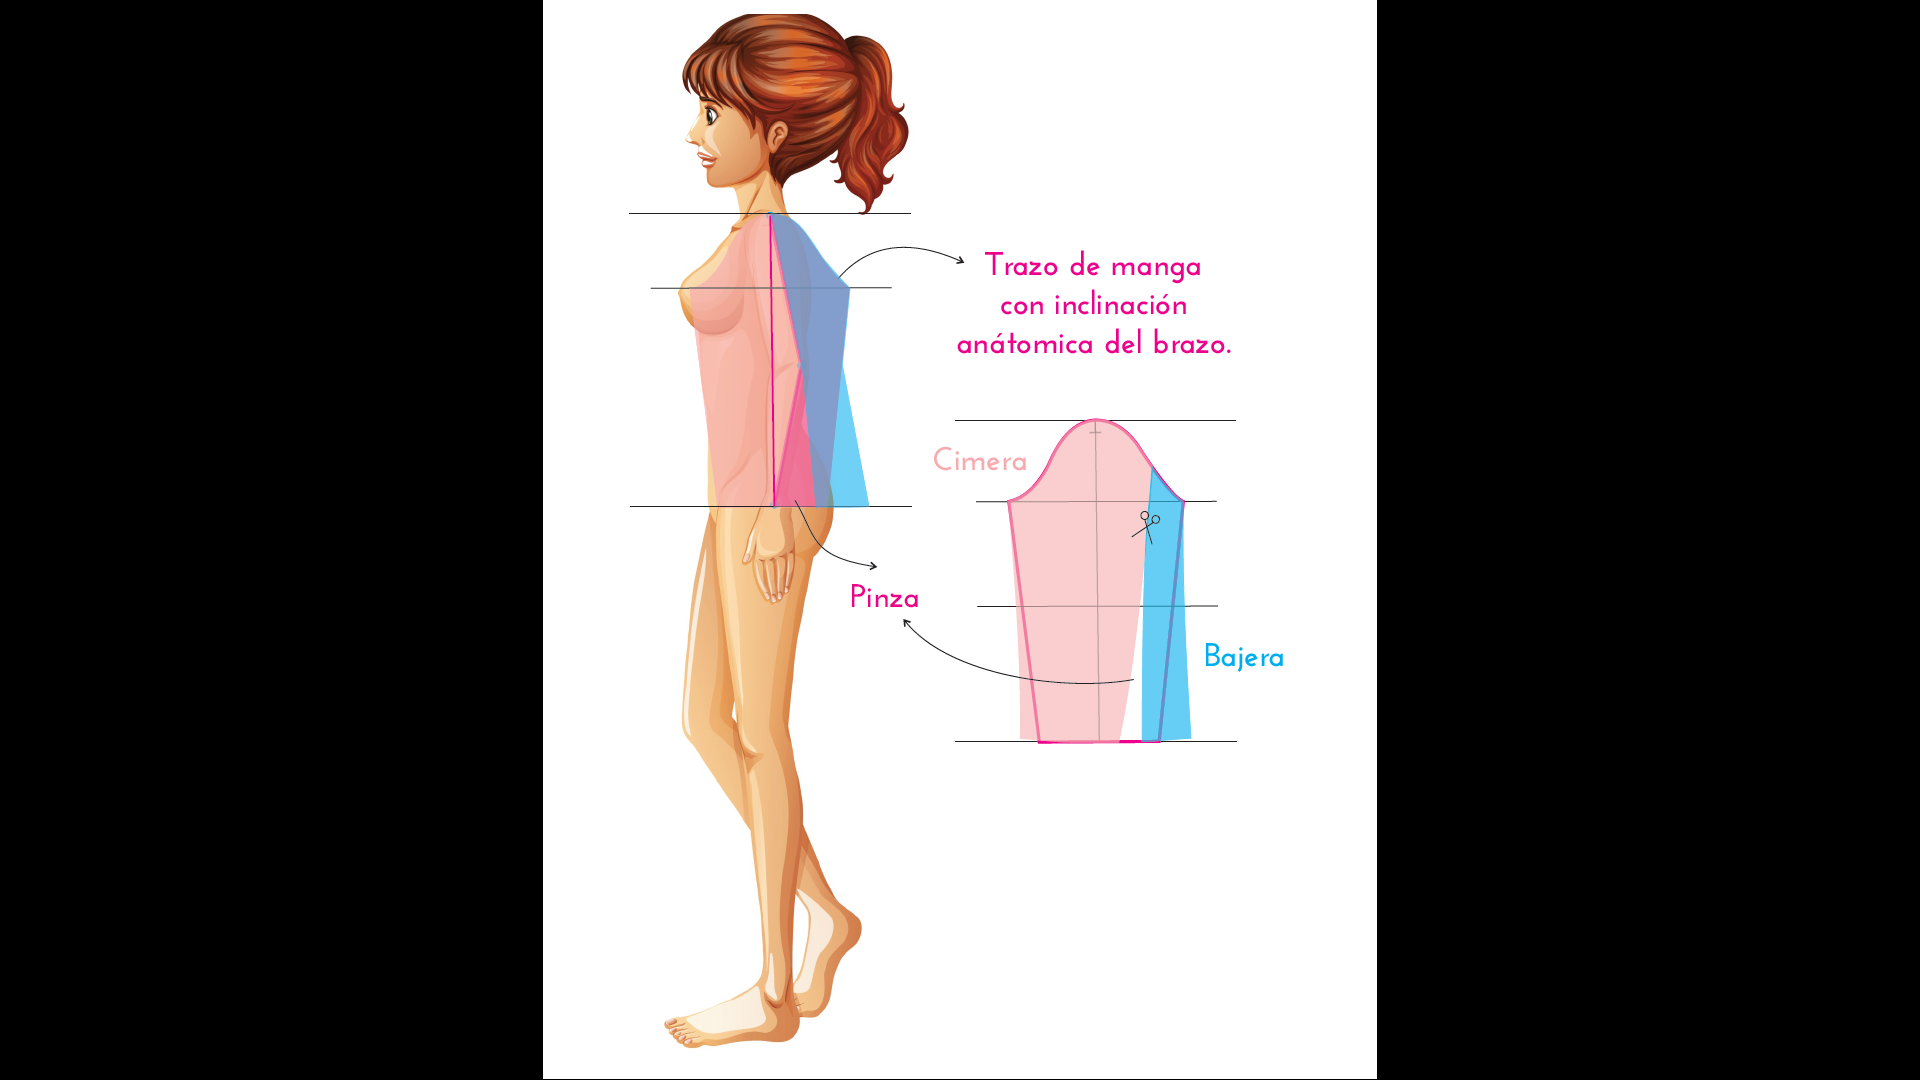 Trazo de manga
con inclinación
anátomica del brazo.
Cimera
Pinza
Bajera